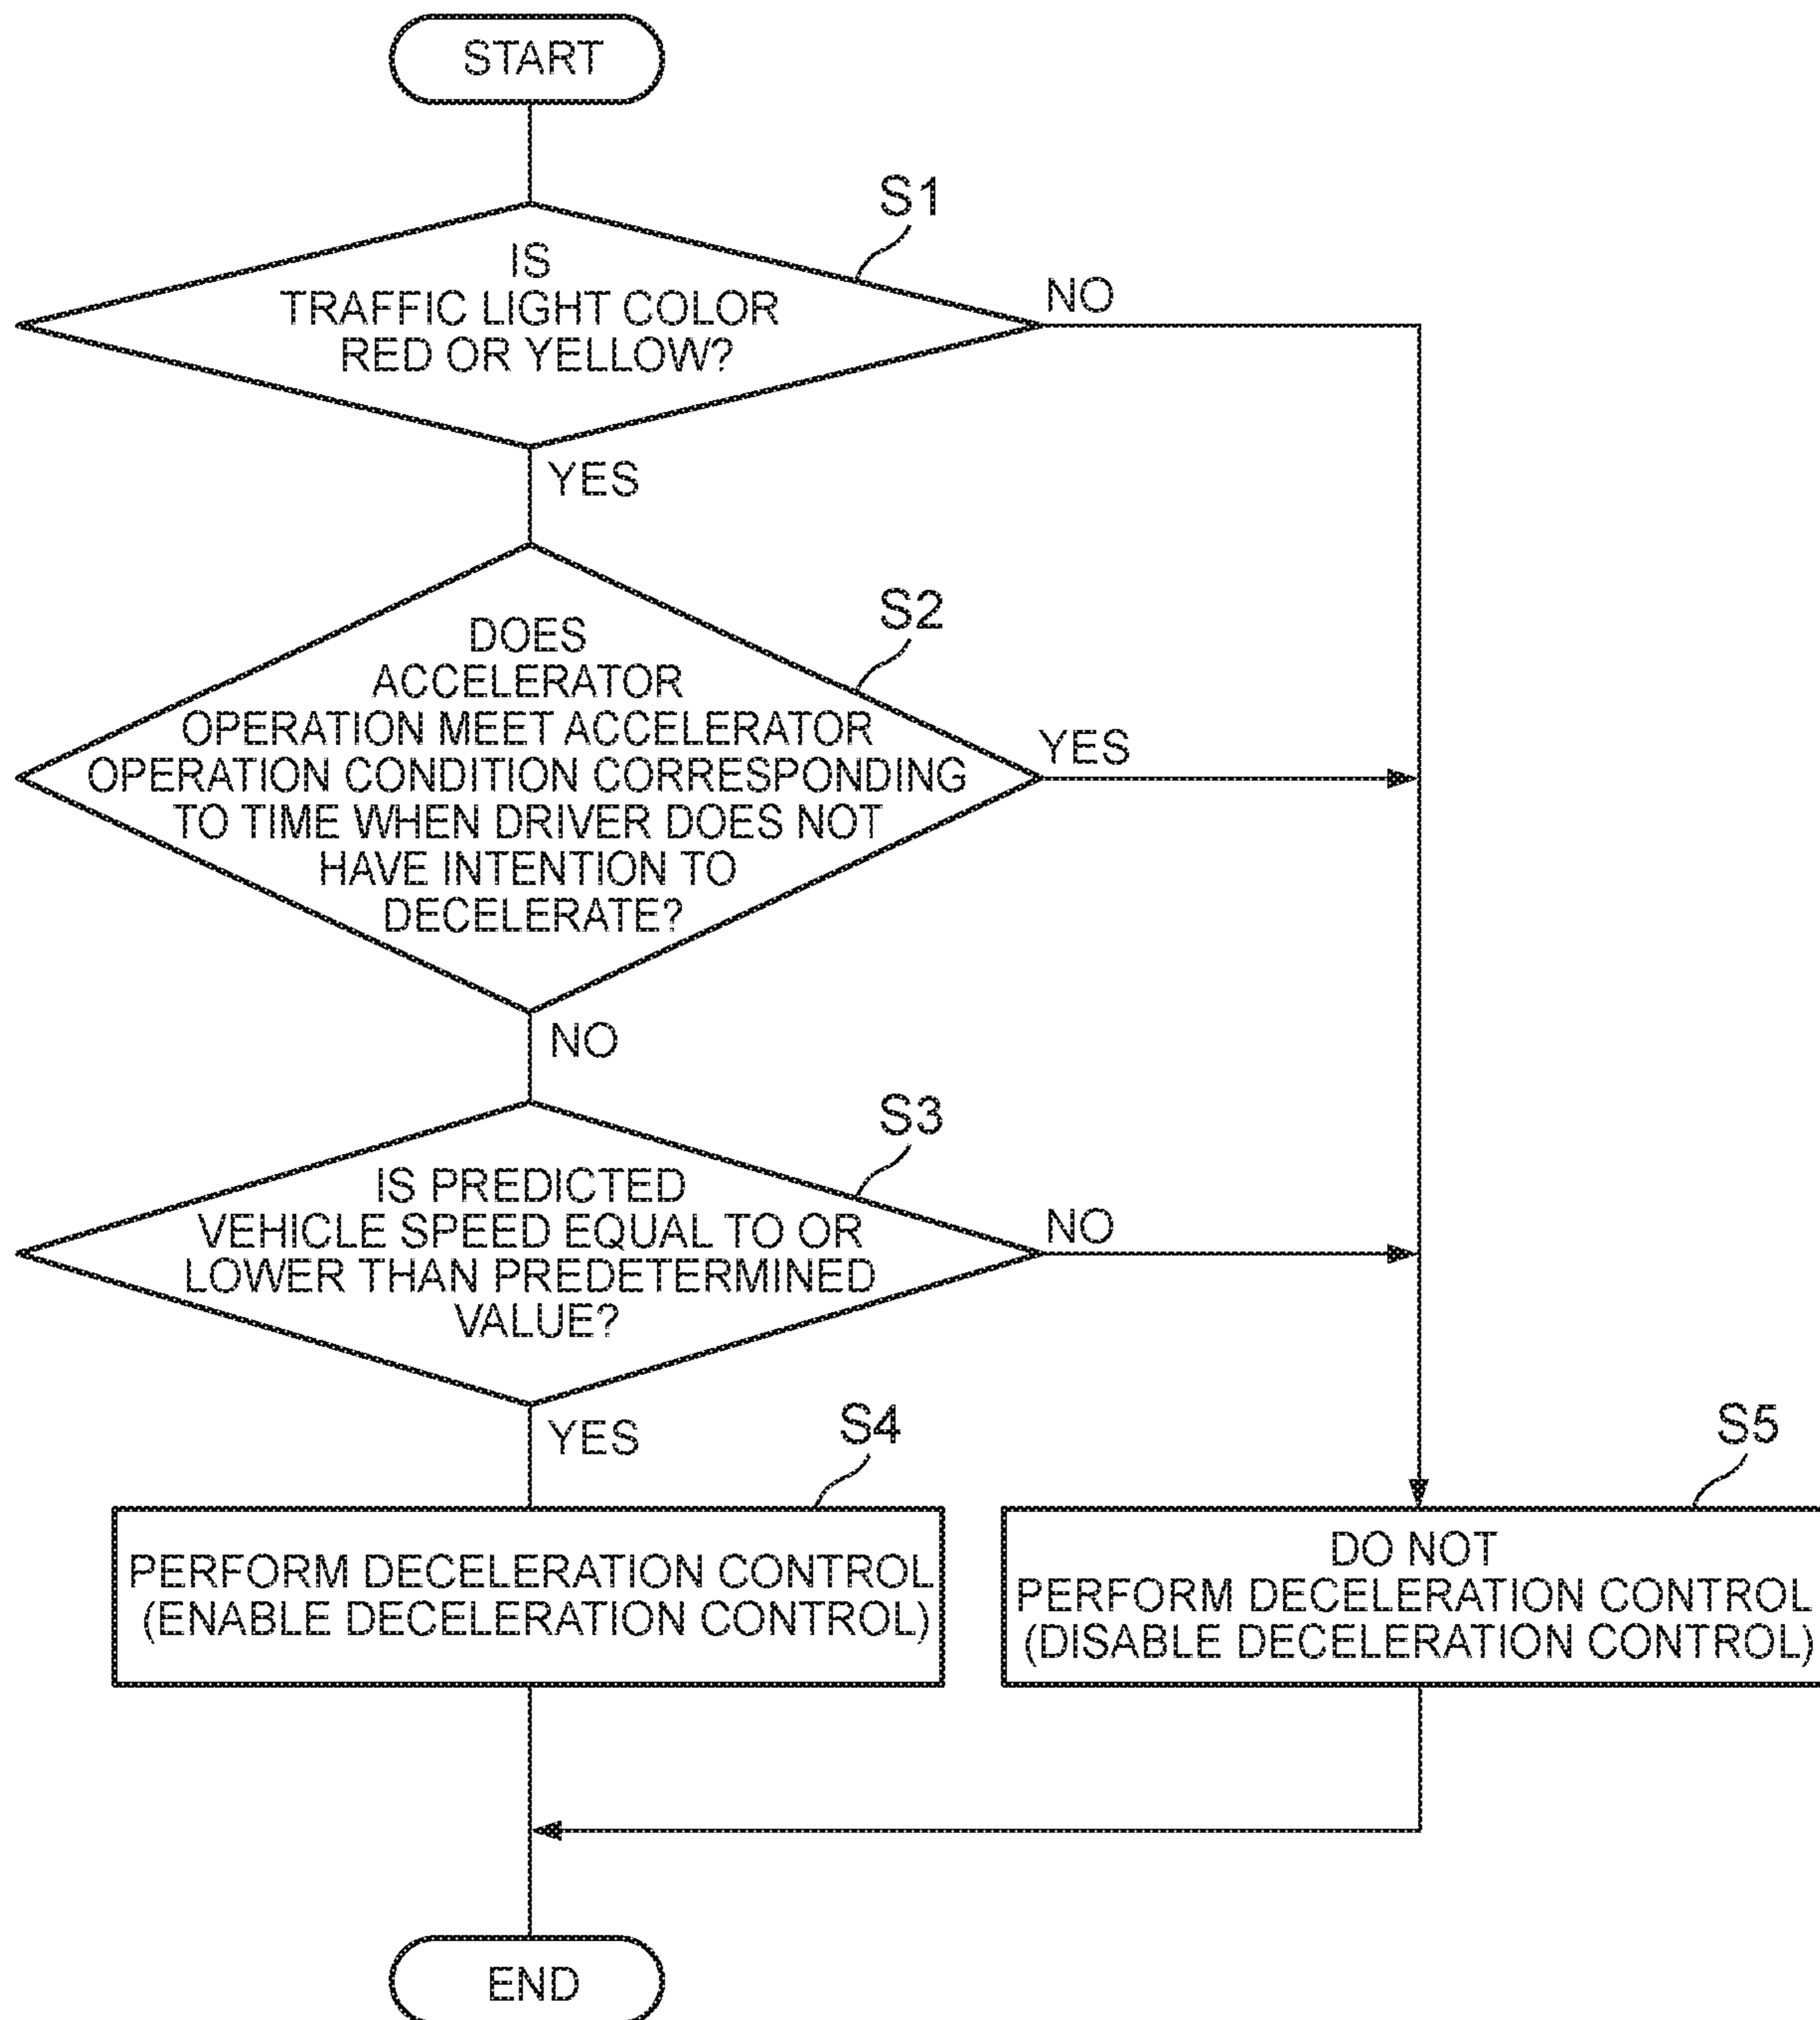 START
S1
IS
TRAFFIC LIGHT COLOR
RED OR YELLOW?
NO
YES
S2
DOES
ACCELERATOR
OPERATION MEET ACCELERATOR
OPERATION CONDITION CORRESPONDING
TO TIME WHEN DRIVER DOES NOT
HAVE INTENTION TO
DECELERATE?
YES
NO
S3
IS PREDICTED
VEHICLE SPEED EQUAL TO OR
LOWER THAN PREDETERMINED
VALUE?
NO
YES
S4
PERFORM DECELERATION CONTROL
(ENABLE DECELERATION CONTROL)
S5
DO NOT
PERFORM DECELERATION CONTROL
(DISABLE DECELERATION CONTROL)
END